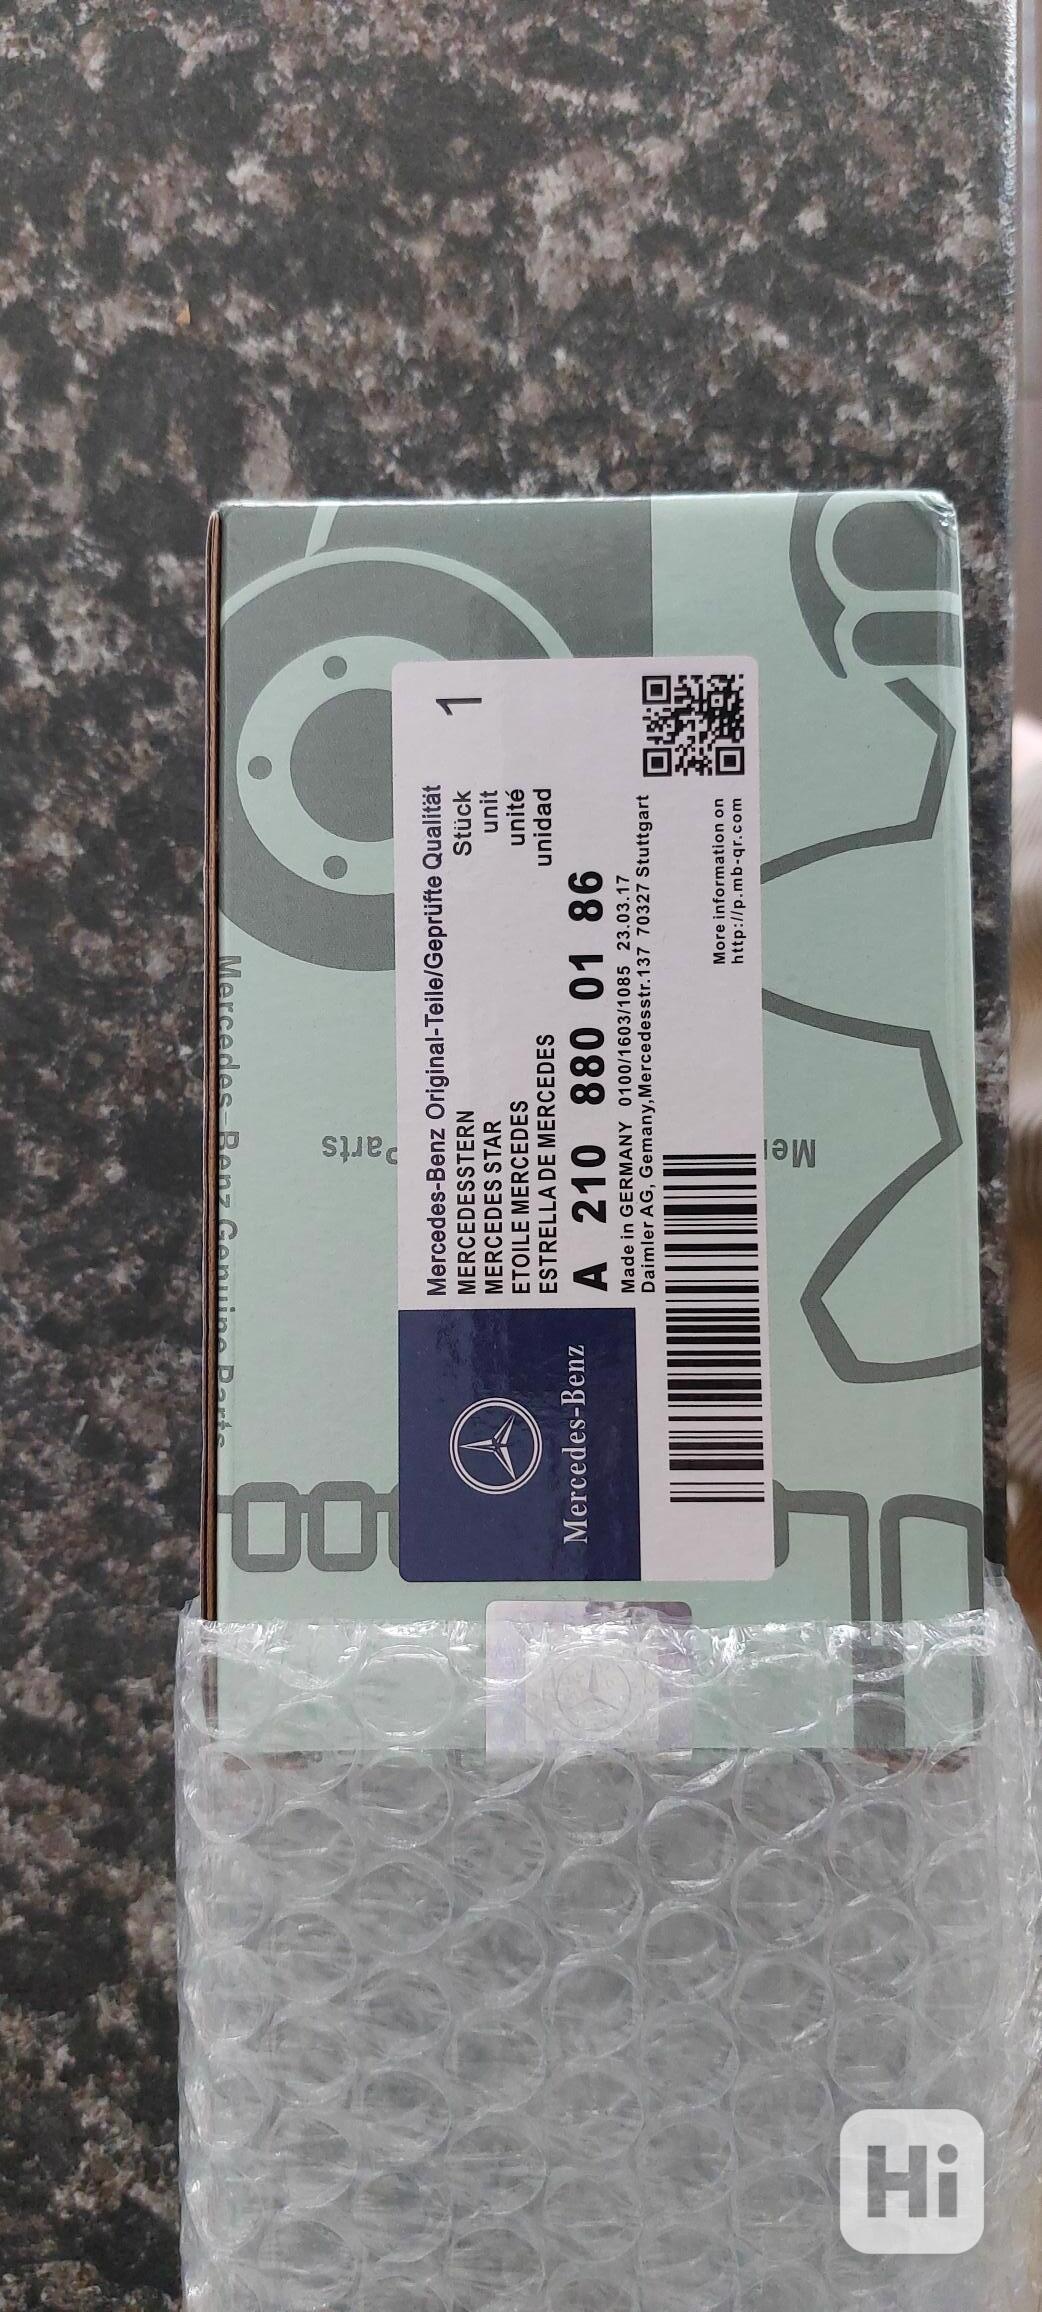 Mercedes-Benz Original-Teile/Geprüfte Qualität
MERCEDESSTERN
MERCEDES STAR
ETOILE MERCEDES
ESTRELLA DE MERCEDES
Stück
unit
unité
unidad
1
A 210 880 01 86
Made in GERMANY 0100/1603/1085 23.03.17
Daimler AG, Gemany,Mercedesstr.137 70327 Stuttgart
More information on
http://p.mb-qr.com
Mercedes-Benz
Mercedes-Benz Genuine Parts
Parts
Me
Hi